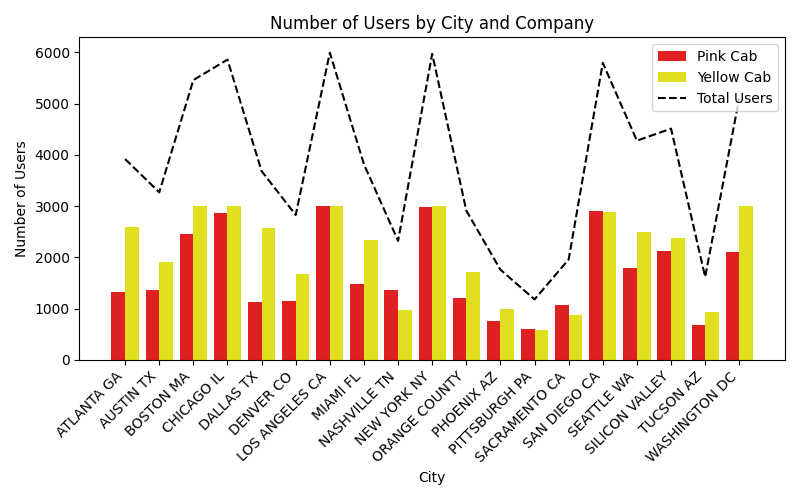 Number of Users by City and Company
Pink Cab
Yellow Cab
Total Users
Number of Users
6000
5000
4000
3000
2000
1000
0
ATLANTA GA
AUSTIN TX
BOSTON MA
CHICAGO IL
DALLAS TX
DENVER CO
LOS ANGELES CA
MIAMI FL
NASHVILLE TN
NEW YORK NY
ORANGE COUNTY
PHOENIX AZ
PITTSBURGH PA
SACRAMENTO CA
SAN DIEGO CA
SEATTLE WA
SILICON VALLEY
TUCSON AZ
WASHINGTON DC
City